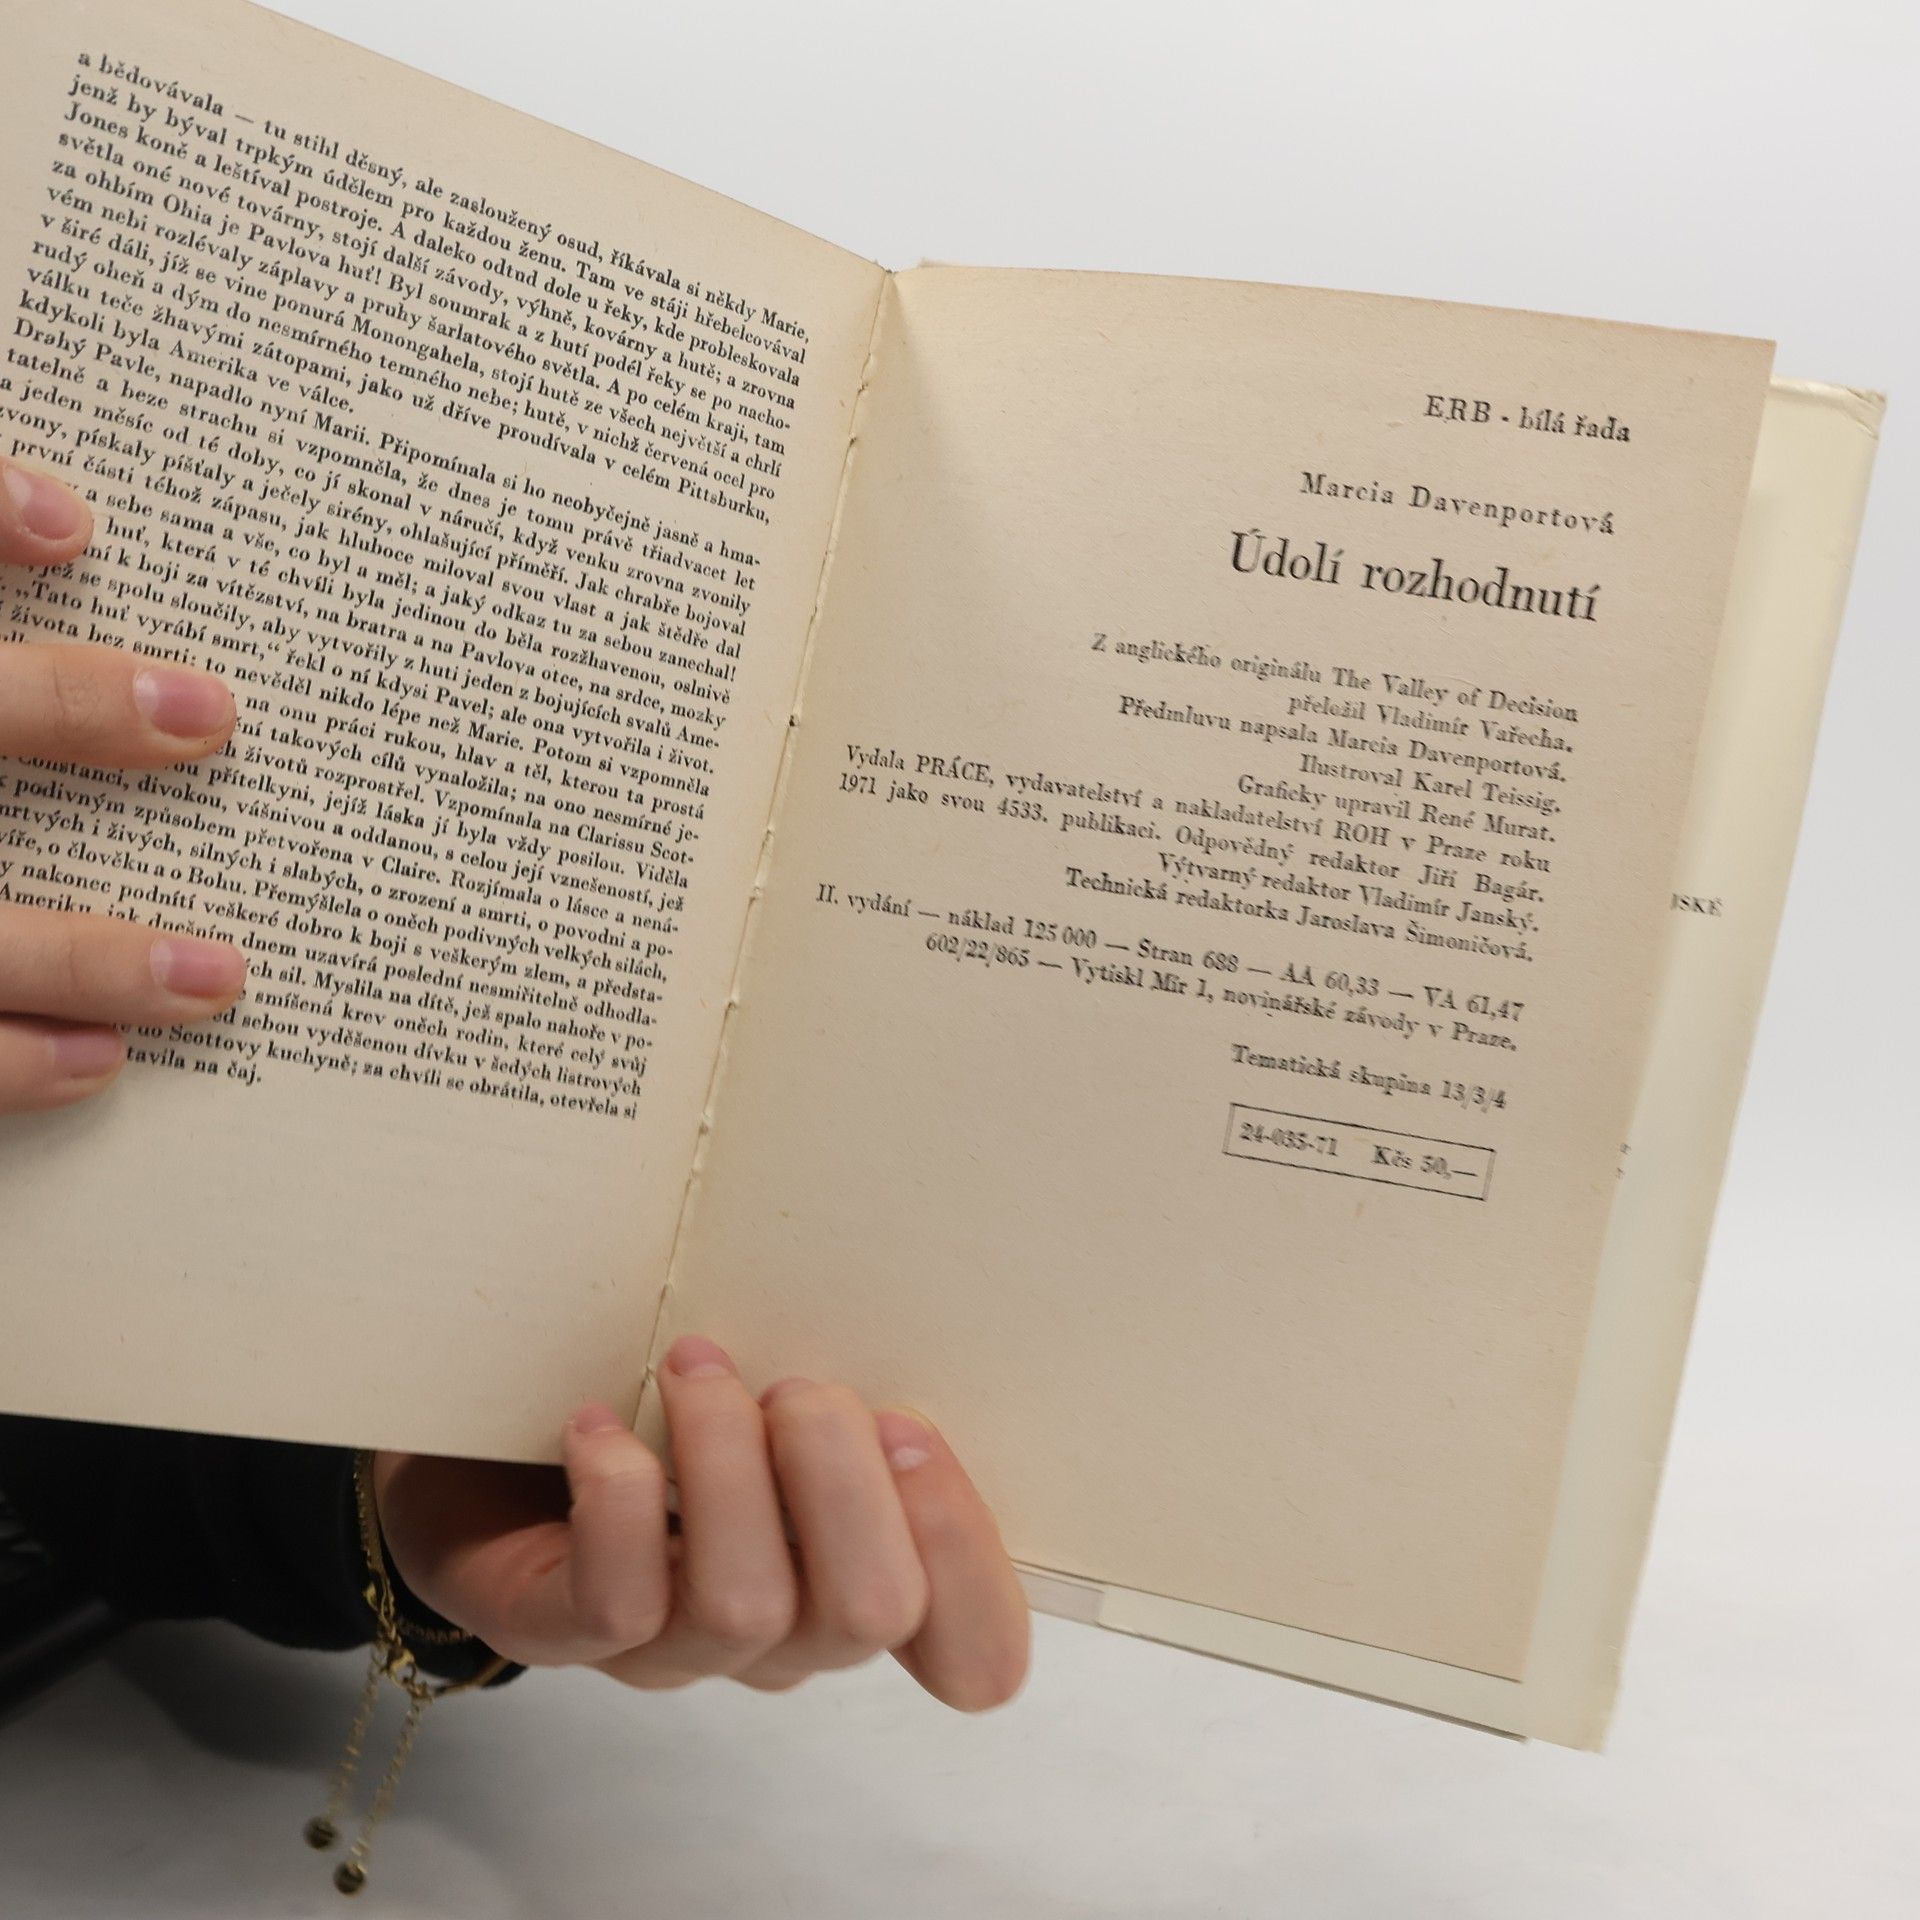 a bědovávala — tu stihl děsný, ale zasloužený osud, říkávala si někdy Marie,
jenž by býval trpkým údělem pro každou ženu. Tam ve stáji hřebelcovával
Jones koně a leštíval postroje. A daleko odtud dole u řeky, kde probleskovala
světla oné nové továrny, stojí další závody, výhně, kovárny a hutě; a zrovna
za ohbím Ohia je Pavlova huť! Byl soumrak a z hutí podél řeky se po nacho-
vém nebi rozlévaly záplavy a pruhy šarlatového světla. A po celém kraji, tam
v širé dáli, jíž se vine ponurá Monongahela, stojí hutě ze všech největší a chrlí
rudý oheň a dým do nesmírného temného nebe; hutě, v nichž červená ocel pro
válku teče žhavými zátopami, jako už dříve proudívala v celém Pittsburku,
kdykoli byla Amerika ve válce.
Drahý Pavle, napadlo nyní Marii. Připomínala si ho neobyčejně jasně a hma-
tatelně a beze strachu si vzpomněla, že dnes je tomu právě třiadvacet let
a jeden měsíc od té doby, co jí skonal v náručí, když venku zrovna zvonily
zvony, pískaly píšťaly a ječely sirény, ohlašující příměří. Jak chrabře bojoval
první části téhož zápasu, jak hluboce miloval svou vlast a jak štědře dal
a sebe sama a vše, co byl a měl; a jaký odkaz tu za sebou zanechal!
huť, která v té chvíli byla jedinou do běla rozžhavenou, oslnivě
k boji za vítězství, na bratra a na Pavlova otce, na srdce, mozky
jež se spolu sloučily, aby vytvořily z huti jeden z bojujících svalů Ame-
„Tato huť vyrábí smrt,“ řekl o ní kdysi Pavel; ale ona vytvořila i život.
života bez smrti: to nevěděl nikdo lépe než Marie. Potom si vzpomněla
na onu práci rukou, hlav a těl, kterou ta prostá
takových cílů vynaložila; na ono nesmírné je-
životů rozprostřel. Vzpomínala na Clarissu Scot-
přítelkyni, jejíž láska jí byla vždy posilou. Viděla
Constanci, divokou, vášnivou a oddanou, s celou její vznešeností, jež
podivným způsobem přetvořena v Claire. Rozjímala o lásce a nená-
mrtvých i živých, silných i slabých, o zrození a smrti, o povodni a po-
víře, o člověku a o Bohu. Přemýšlela o oněch podivných velkých silách,
nakonec podnítí veškeré dobro k boji s veškerým zlem, a předsta-
Ameriku, jak dnešním dnem uzavírá poslední nesmiřitelně odhodla-
sil. Myslila na dítě, jež spalo nahoře v po-
smíšená krev oněch rodin, které celý svůj
sebou vyděšenou dívku v šedých listrových
do Scottovy kuchyně; za chvíli se obrátila, otevřela si
na čaj.
ERB - bílá řada
Marcia Davenportová
Údolí rozhodnutí
Z anglického originálu The Valley of Decision
přeložil Vladimír Vařecha.
Předmluvu napsala Marcia Davenportová.
Ilustroval Karel Teissig.
Graficky upravil René Murat.
Vydala PRÁCE, vydavatelství a nakladatelství ROH v Praze roku
1971 jako svou 4533. publikaci. Odpovědný redaktor Jiří Bagár.
Výtvarný redaktor Vladimír Janský.
Technická redaktorka Jaroslava Šimoničová.
II. vydání — náklad 125 000 — Stran 688 — AA 60,33 — VA 61,47
602/22/865 — Vytiskl Mír 1, novinářské závody v Praze.
Tematická skupina 13/3/4
24-035-71 Kčs 50,—